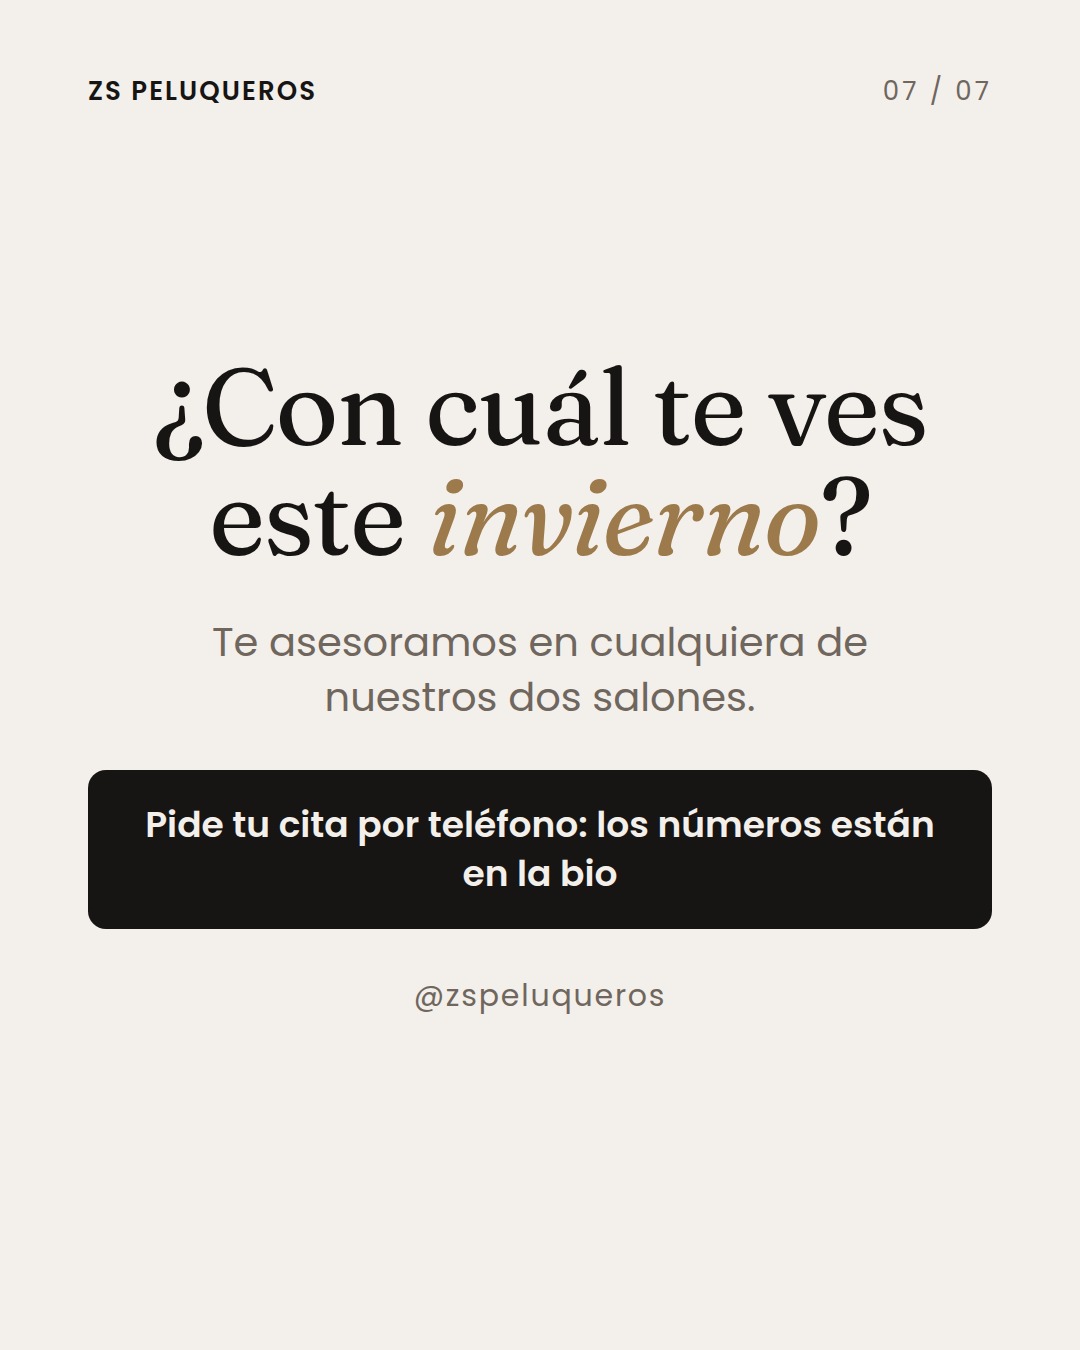 ZS PELUQUEROS
07 / 07
¿Con cuál te ves
este invierno?
Te asesoramos en cualquiera de
nuestros dos salones.
Pide tu cita por teléfono: los números están
en la bio
@zspeluqueros